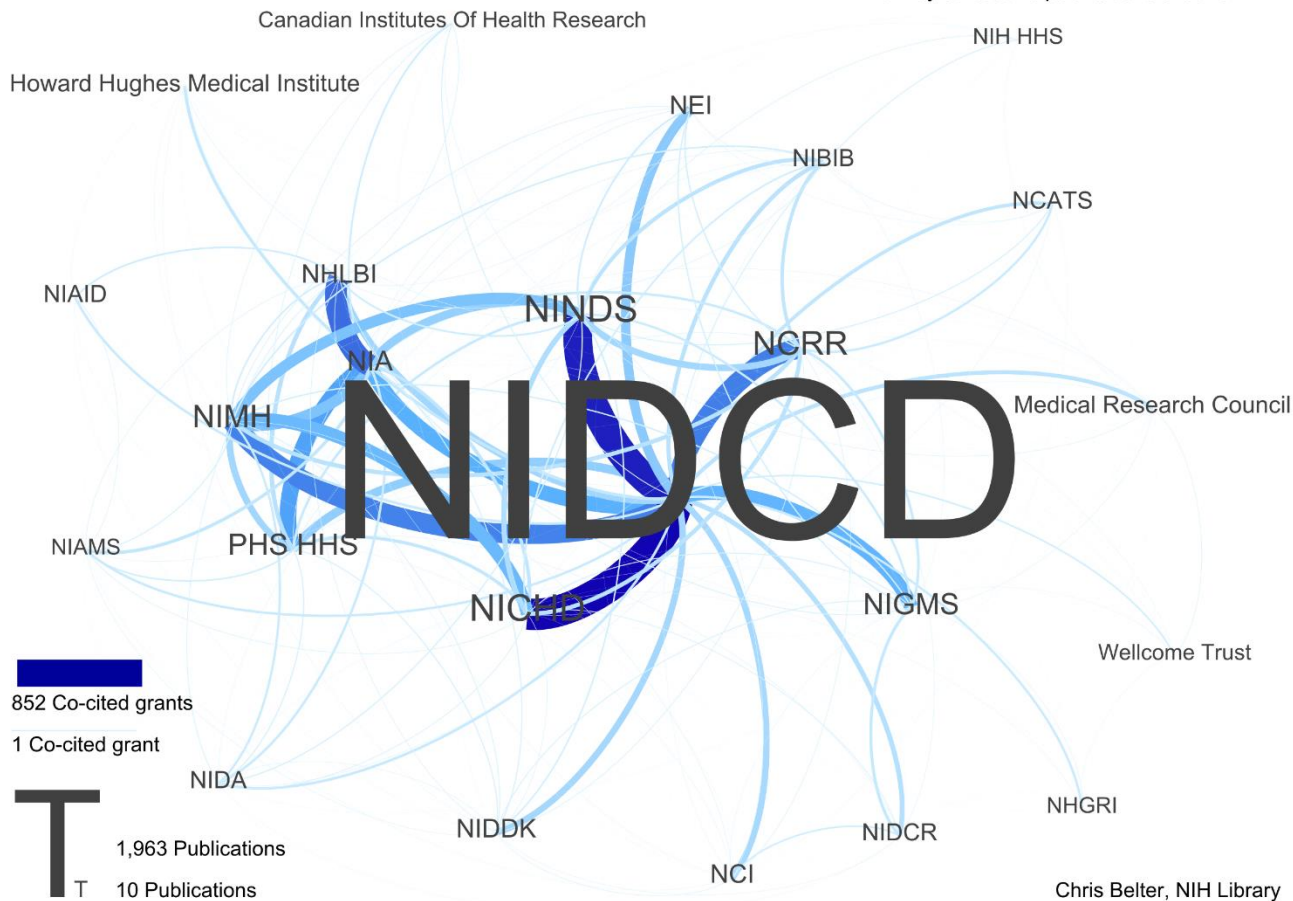 Canadian Institutes Of Health Research
NIH HHS
Howard Hughes Medical Institute
NEI
NIBIB
NCATS
NHLBI
NIAID
NINDS
NCRR
NIA
NIDCD
NIMH
Medical Research Council
NIAMS
PHS HHS
NICHD
NIGMS
Wellcome Trust
852 Co-cited grants
1 Co-cited grant
NIDA
NHGRI
NIDDK
NIDCR
T
1,963 Publications
NCI
T
10 Publications
Chris Belter, NIH Library